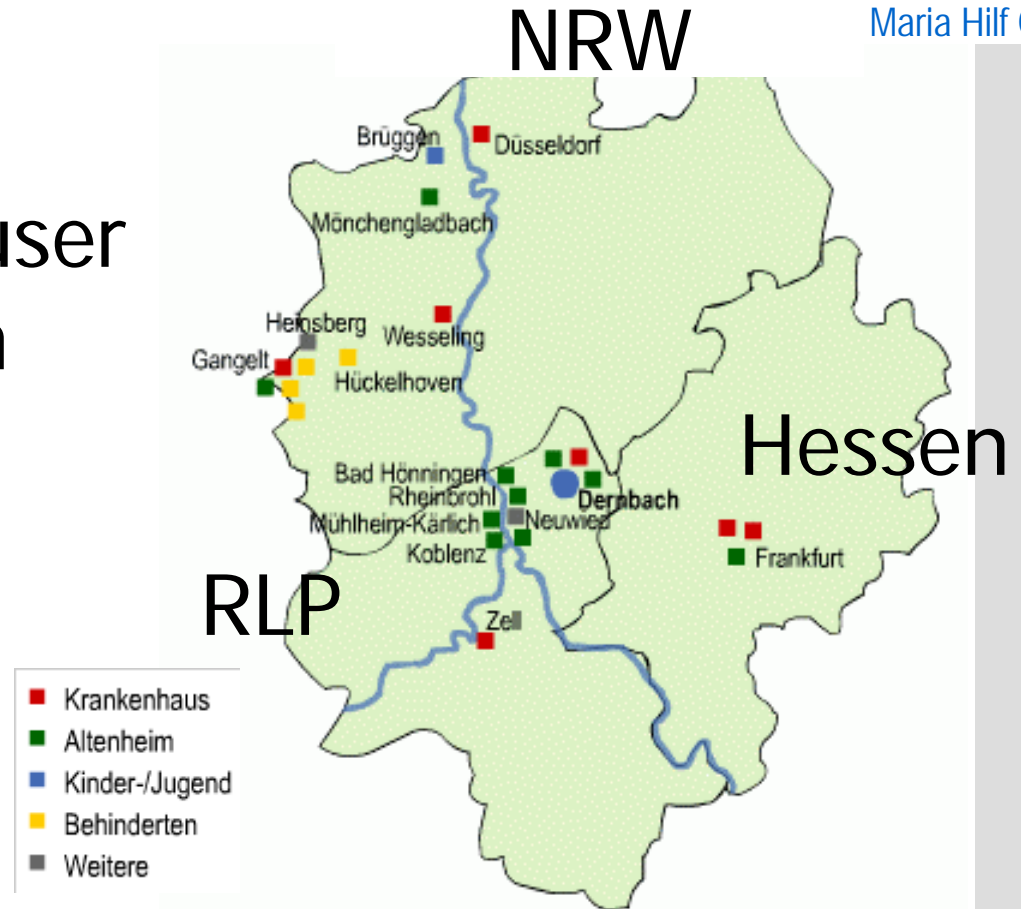 NRW
Maria Hilf
Brüggen
Düsseldorf
Mönchengladbach
Heinsberg
Wesseling
Gangelt
Hückelhoven
Hessen
Bad Hönningen
Rheinbrohl
Dernbach
Mühlheim-Kärlich
Neuwied
Koblenz
Frankfurt
RLP
Zell
Krankenhaus
Altenheim
Kinder-/Jugend
Behinderten
Weitere